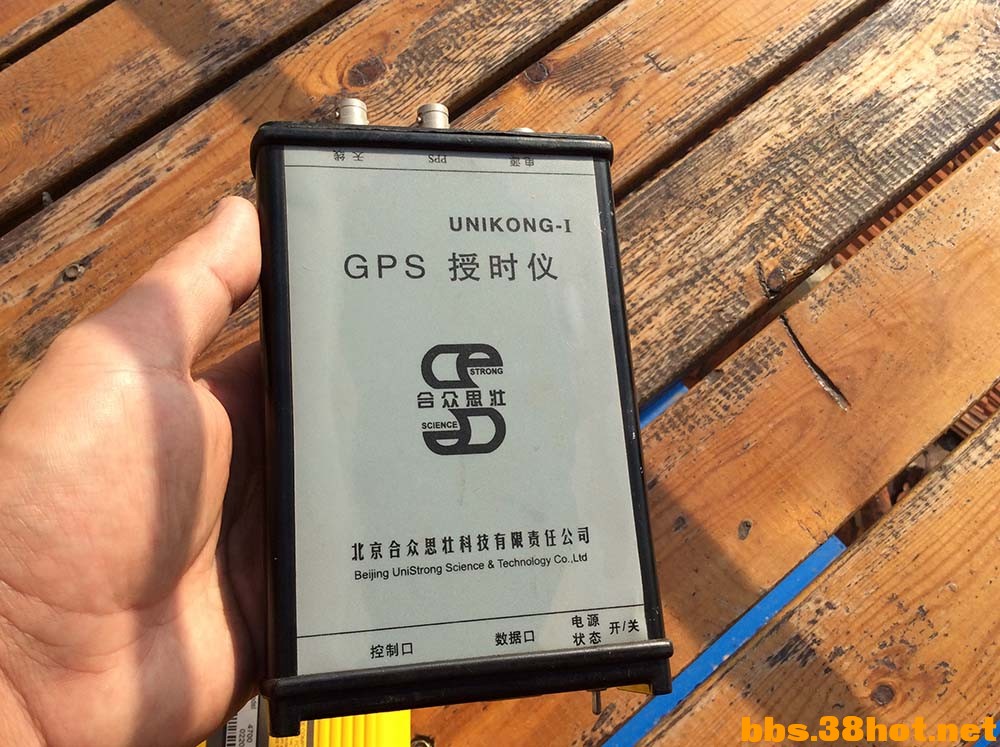 天线 PPS 电源
UNIKONG-I
GPS 授时仪
STRONG
合众思壮
SCIENCE
北京合众思壮科技有限责任公司
Beijing UniStrong Science & Technology Co.,Ltd
控制口 数据口 电源 开/关
状态
4700
bbs.38hot.net